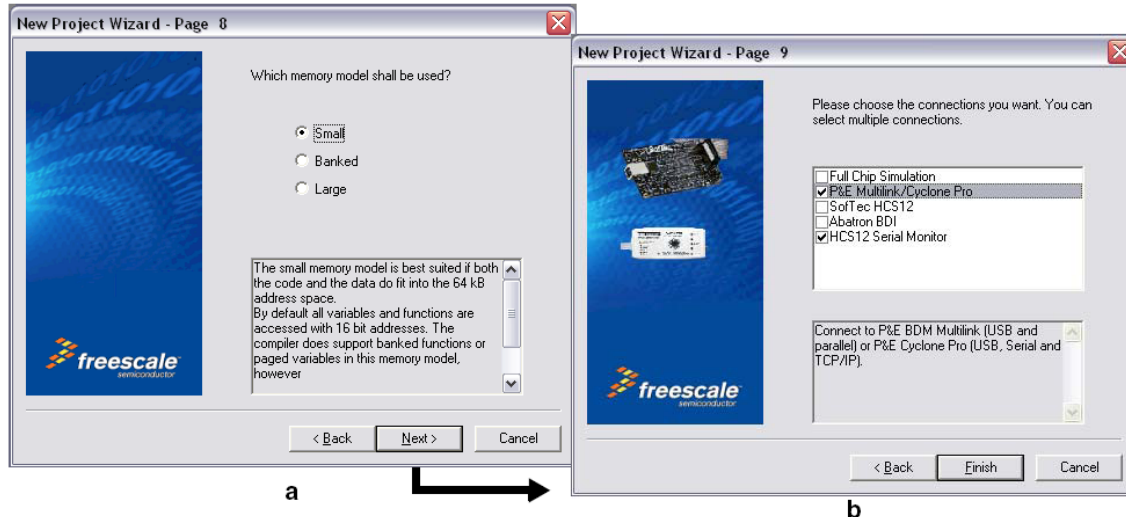 New Project Wizard - Page 8
Which memory model shall be used?
Small
Banked
Large
The small memory model is best suited if both
the code and the data do fit into the 64 kB
address space.
By default all variables and functions are
accessed with 16 bit addresses. The
compiler does support banked functions or
paged variables in this memory model,
however
freescale
semiconductor
< Back
Next >
Cancel
a
New Project Wizard - Page 9
Please choose the connections you want. You can
select multiple connections.
Full Chip Simulation
P&E Multilink/Cyclone Pro
SofTec HCS12
Abatron BDI
HCS12 Serial Monitor
Connect to P&E BDM Multilink (USB and
parallel) or P&E Cyclone Pro (USB, Serial and
TCP/IP).
freescale
semiconductor
< Back
Finish
Cancel
b